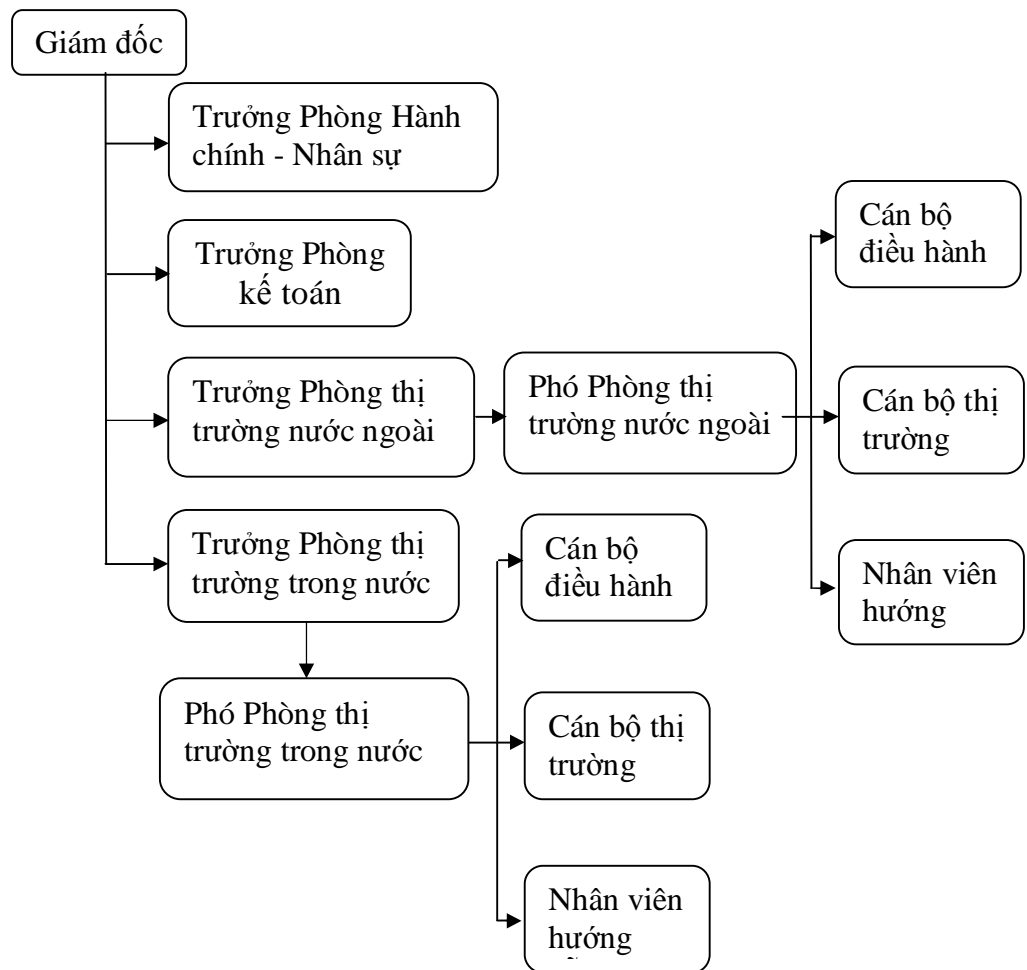 Giám đốc
Trưởng Phòng Hành
chính - Nhân sự
Trưởng Phòng
kế toán
Trưởng Phòng thị
trường nước ngoài
Phó Phòng thị
trường nước ngoài
Cán bộ
điều hành
Cán bộ thị
trường
Nhân viên
hướng
Trưởng Phòng thị
trường trong nước
Phó Phòng thị
trường trong nước
Cán bộ
điều hành
Cán bộ thị
trường
Nhân viên
hướng